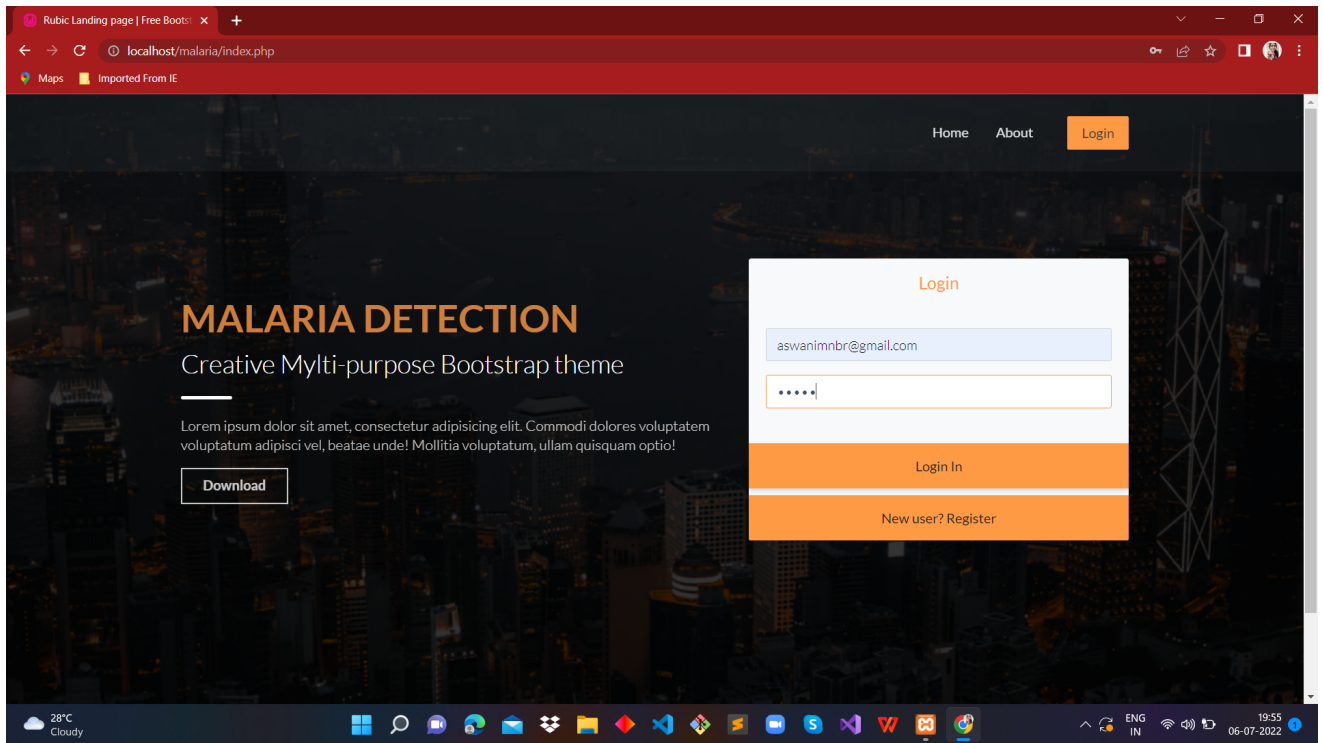 Rubic Landing page | Free Bootst
localhost/malaria/index.php
Maps Imported From IE
Home About Login
Login
MALARIA DETECTION
aswanimnbr@gmail.com
Creative Mylti-purpose Bootstrap theme
•••••
Lorem ipsum dolor sit amet, consectetur adipisicing elit. Commodi dolores voluptatem
voluptatum adipisci vel, beatae unde! Mollitia voluptatum, ullam quisquam optio!
Login In
Download
New user? Register
28°C
Cloudy
ENG
IN
19:55
06-07-2022
1